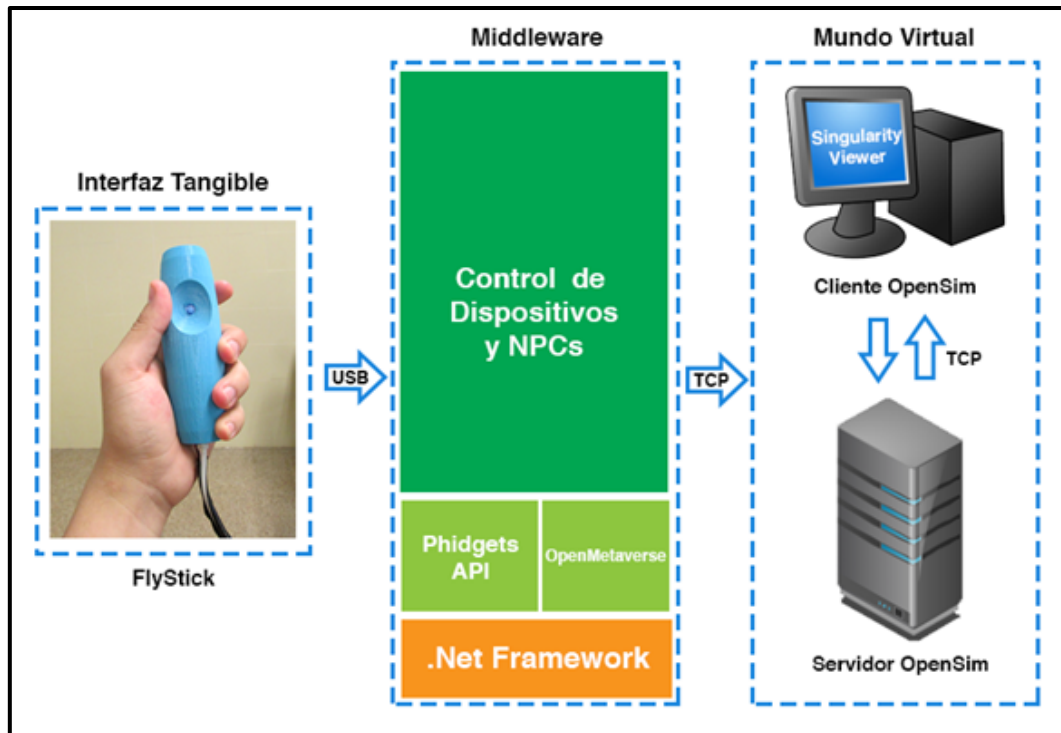 Interfaz Tangible
FlyStick
USB
Middleware
Control de
Dispositivos
y NPCs
Phidgets
API
OpenMetaverse
.Net Framework
TCP
Mundo Virtual
Singularity
Viewer
Cliente OpenSim
TCP
Servidor OpenSim